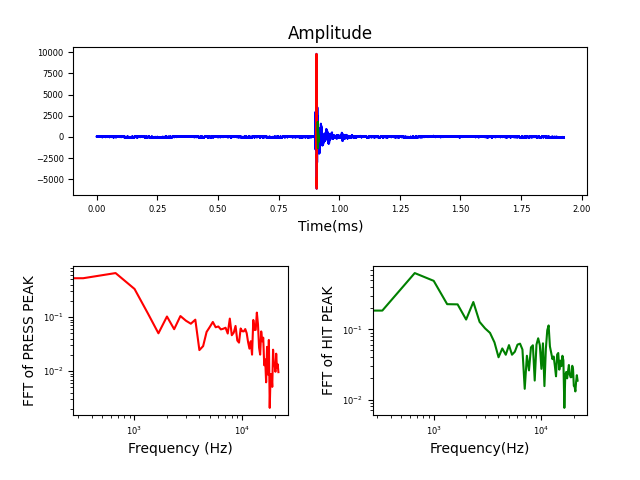 Amplitude
10000
7500
5000
2500
0
−2500
−5000
0.00 0.25 0.50 0.75 1.00 1.25 1.50 1.75 2.00
Time(ms)
FFT of PRESS PEAK
10⁻¹
10⁻²
10³ 10⁴
Frequency (Hz)
FFT of HIT PEAK
10⁻¹
10⁻²
10³ 10⁴
Frequency(Hz)